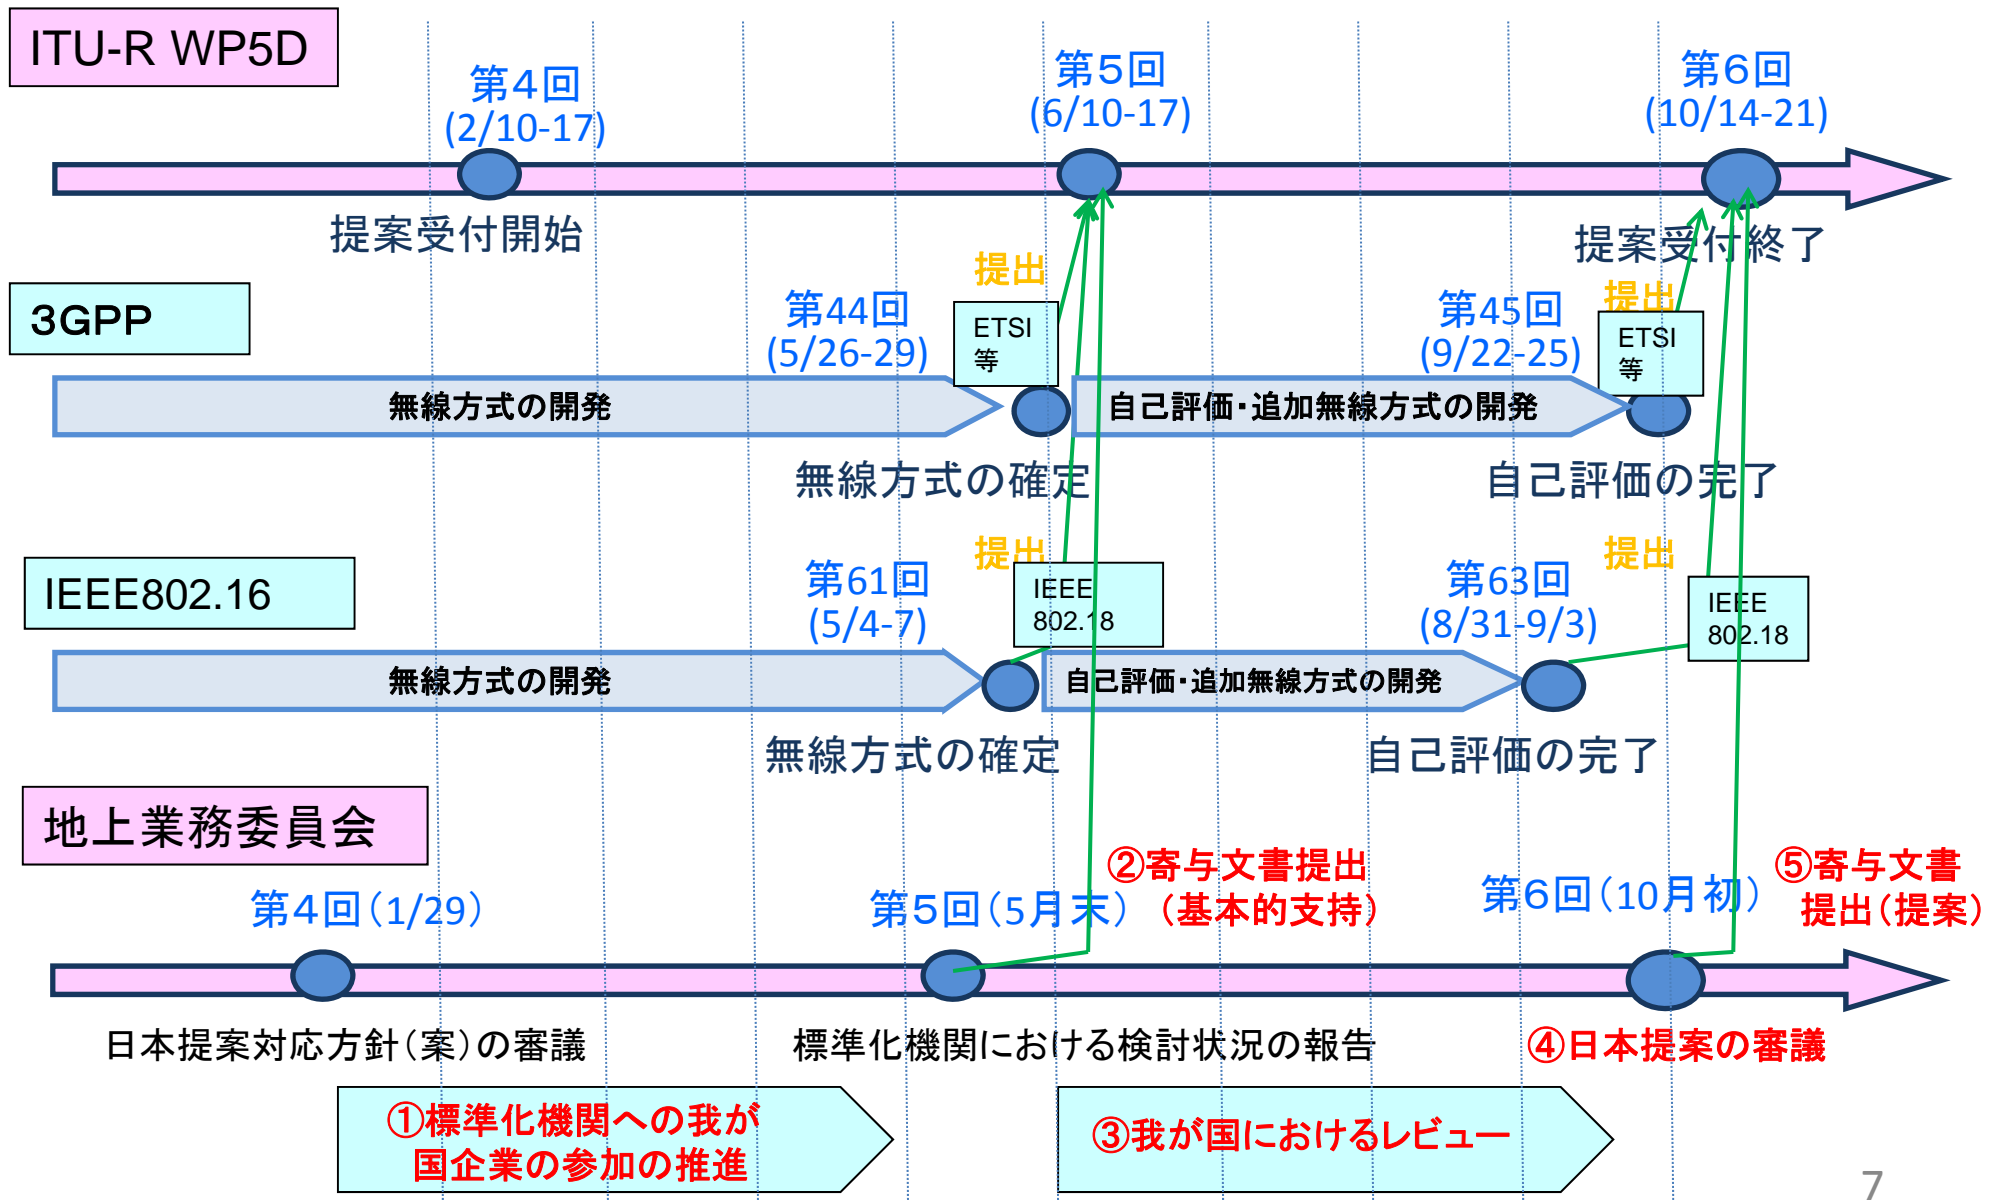 ITU-R WP5D
第４回
(2/10-17)
第５回
(6/10-17)
第６回
(10/14-21)
提案受付開始
提案受付終了
3GPP
第44回
(5/26-29)
提出
ETSI
等
第45回
(9/22-25)
提出
ETSI
等
無線方式の開発
自己評価・追加無線方式の開発
無線方式の確定
自己評価の完了
IEEE802.16
第61回
(5/4-7)
提出
IEEE
802.18
第63回
(8/31-9/3)
提出
IEEE
802.18
無線方式の開発
自己評価・追加無線方式の開発
無線方式の確定
自己評価の完了
地上業務委員会
第４回（1/29）
第５回（5月末）
②寄与文書提出
（基本的支持）
第６回（10月初）
⑤寄与文書
提出（提案）
日本提案対応方針（案）の審議
標準化機関における検討状況の報告
④日本提案の審議
①標準化機関への我が
国企業の参加の推進
③我が国におけるレビュー
7